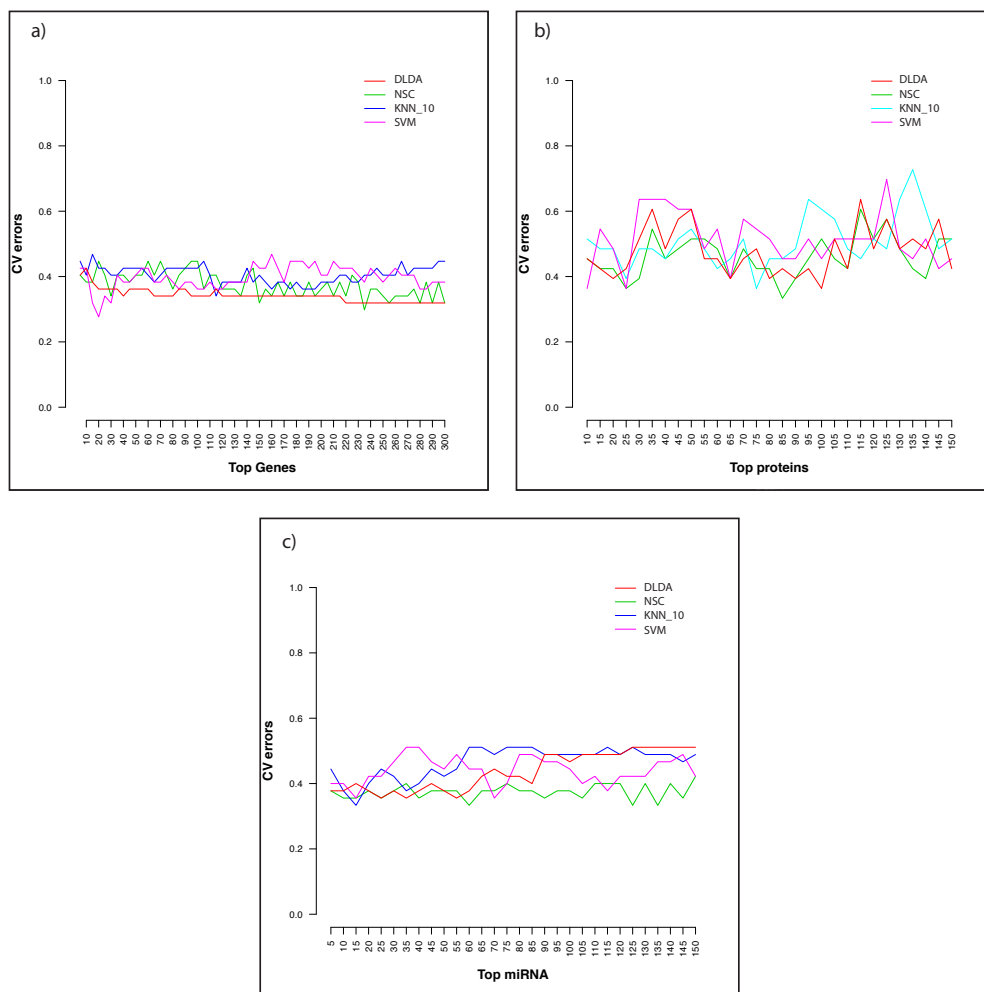 a)
DLDA
NSC
KNN_10
SVM
1.0
0.8
0.6
0.4
0.2
0.0
CV errors
10 20 30 40 50 60 70 80 90 100 110 120 130 140 150 160 170 180 190 200 210 220 230 240 250 260 270 280 290 300
Top Genes
b)
DLDA
NSC
KNN_10
SVM
1.0
0.8
0.6
0.4
0.2
0.0
CV errors
10 15 20 25 30 35 40 45 50 55 60 65 70 75 80 85 90 95 100 105 110 115 120 125 130 135 140 145 150
Top proteins
c)
DLDA
NSC
KNN_10
SVM
1.0
0.8
0.6
0.4
0.2
0.0
CV errors
5 10 15 20 25 30 35 40 45 50 55 60 65 70 75 80 85 90 95 100 105 110 115 120 125 130 135 140 145 150
Top miRNA